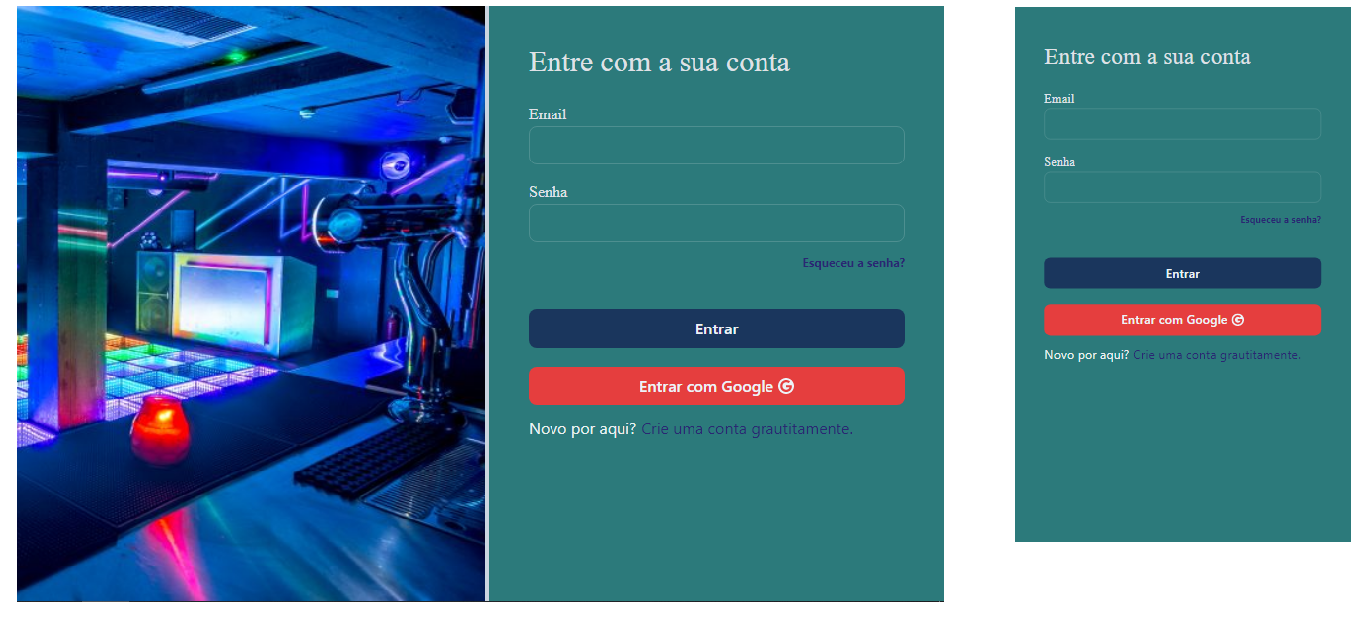 Entre com a sua conta
Email
Senha
Esqueceu a senha?
Entrar
Entrar com Google
Novo por aqui? Crie uma conta grautitamente.
Entre com a sua conta
Email
Senha
Esqueceu a senha?
Entrar
Entrar com Google
Novo por aqui? Crie uma conta grautitamente.